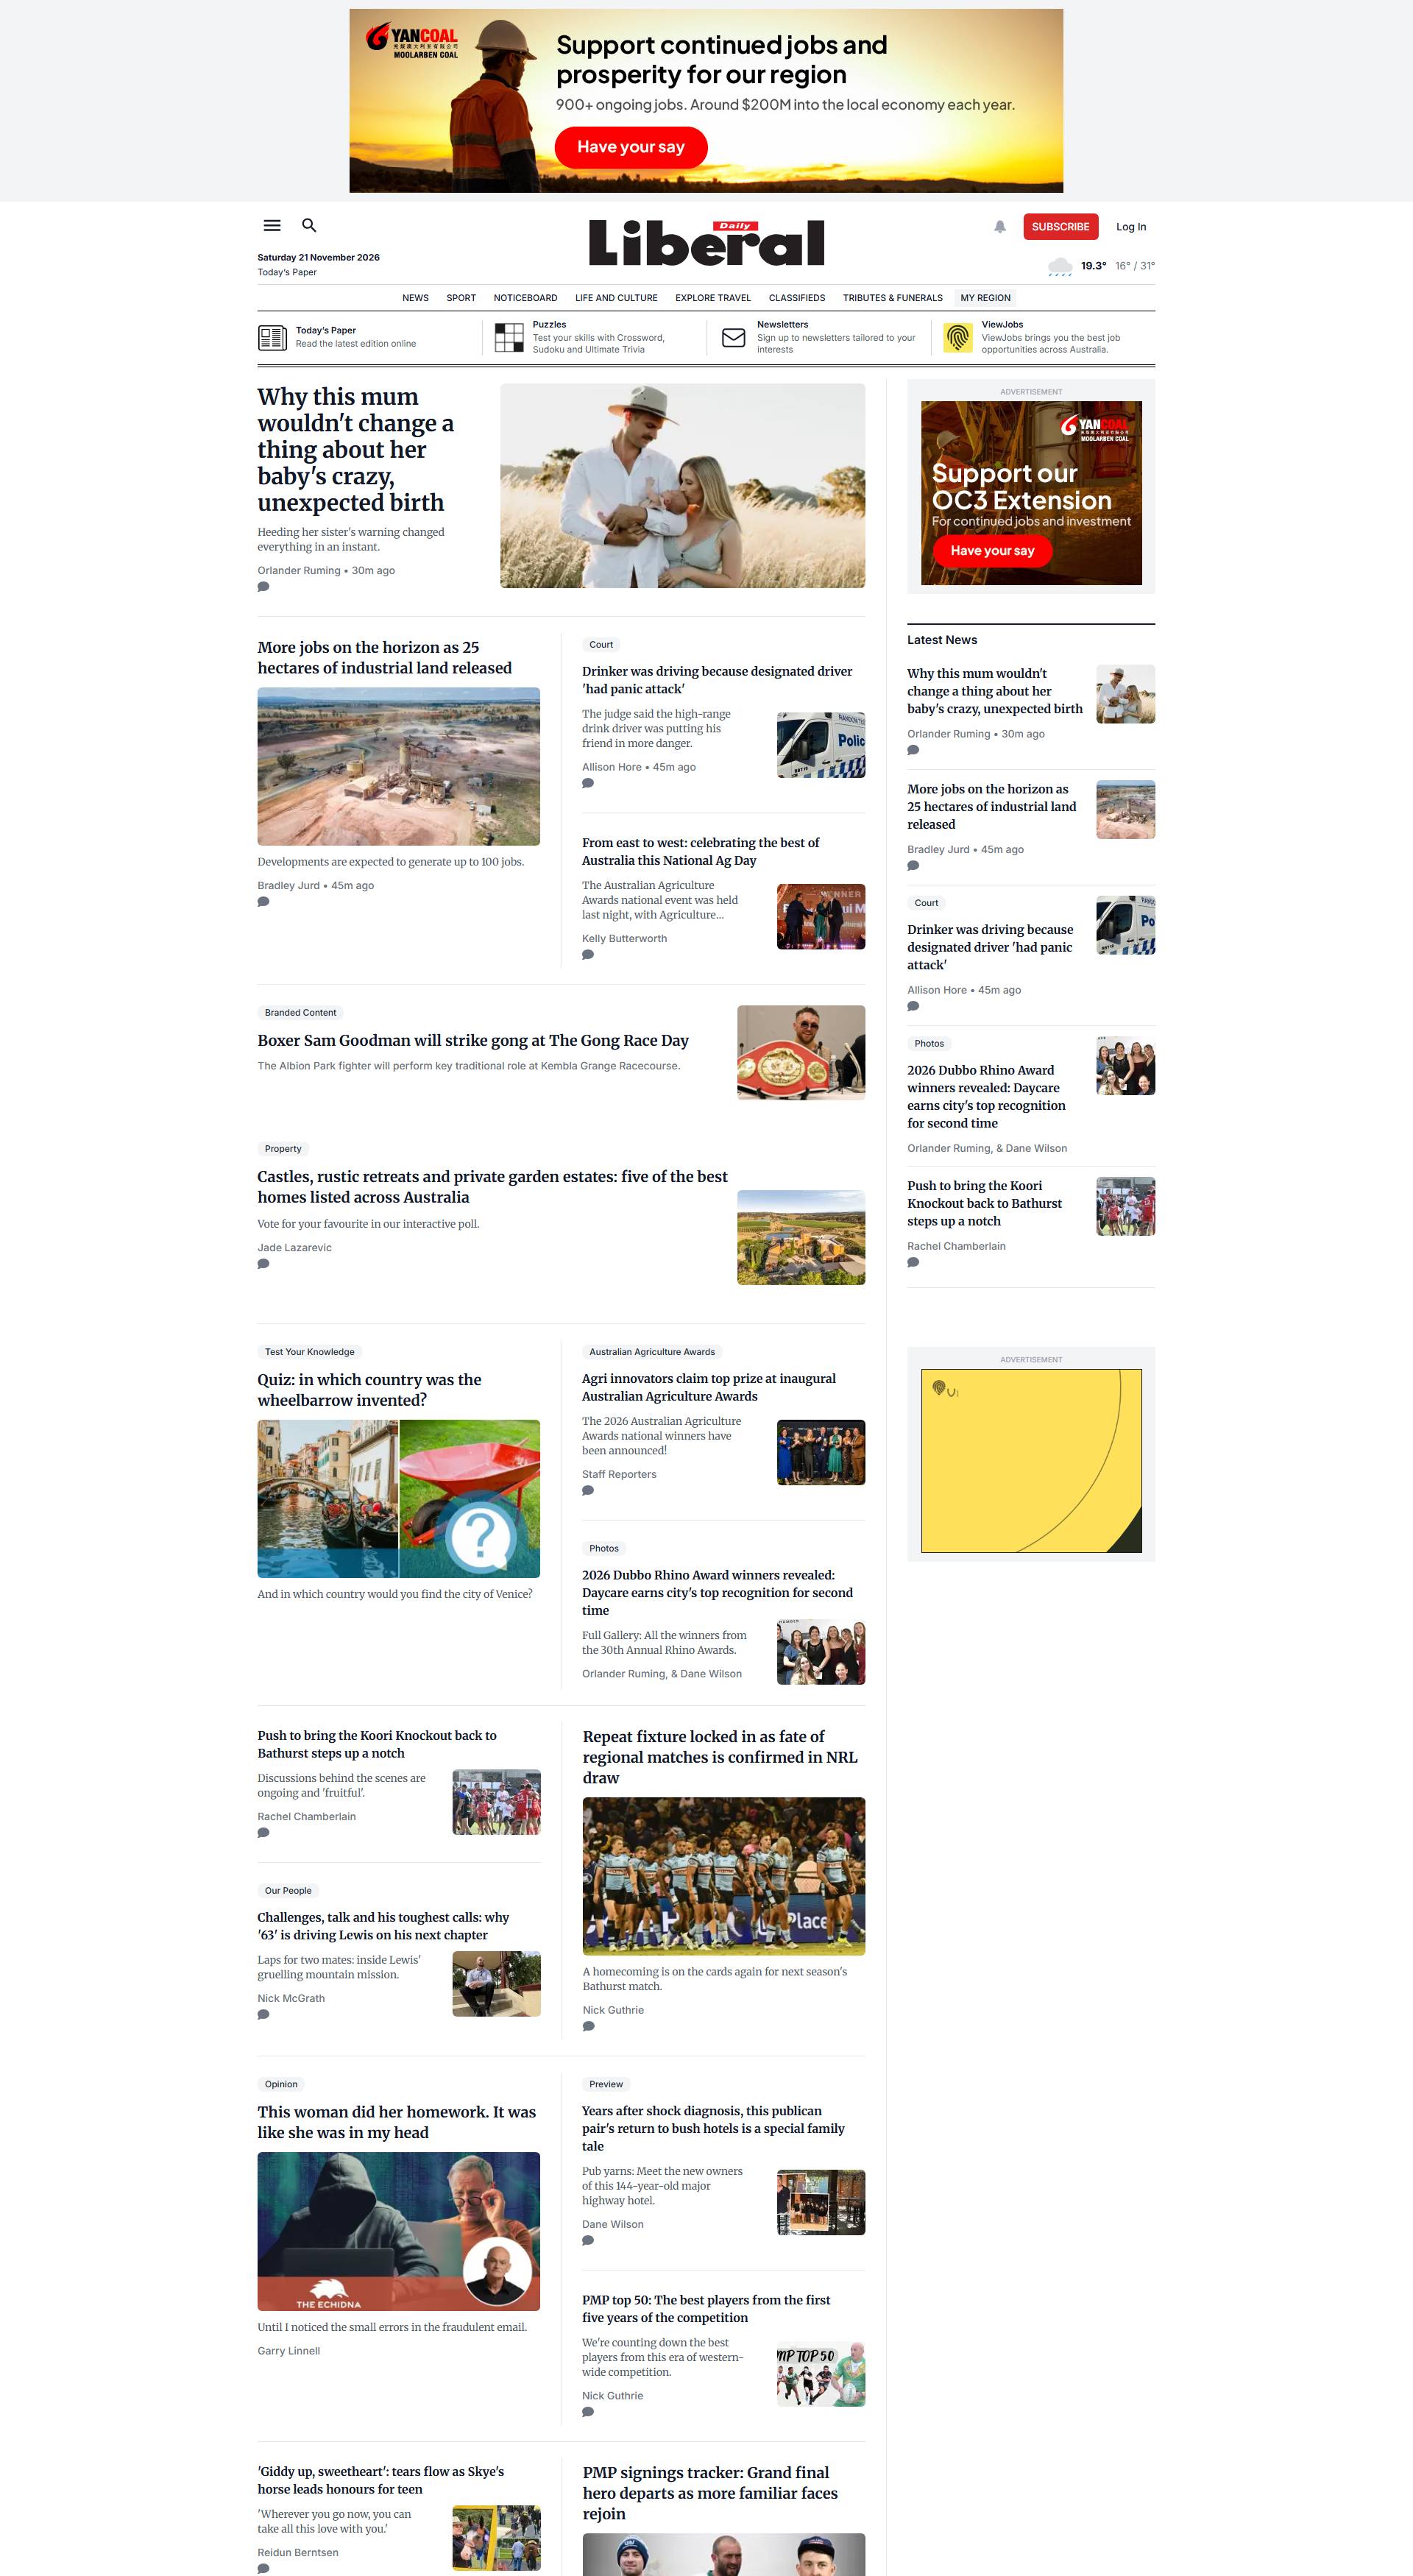 YANCOAL
MOOLARBEN COAL
Support continued jobs and
prosperity for our region
900+ ongoing jobs. Around $200M into the local economy each year.
Have your say
Daily
Liberal
SUBSCRIBE
Log In
Saturday 21 November 2026
Today's Paper
19.3° 16° / 31°
NEWS SPORT NOTICEBOARD LIFE AND CULTURE EXPLORE TRAVEL CLASSIFIEDS TRIBUTES & FUNERALS MY REGION
Today's Paper
Read the latest edition online
Puzzles
Test your skills with Crossword,
Sudoku and Ultimate Trivia
Newsletters
Sign up to newsletters tailored to your
interests
ViewJobs
ViewJobs brings you the best job
opportunities across Australia.
Why this mum
wouldn't change a
thing about her
baby's crazy,
unexpected birth
Heeding her sister's warning changed
everything in an instant.
Orlander Ruming • 30m ago
More jobs on the horizon as 25
hectares of industrial land released
Developments are expected to generate up to 100 jobs.
Bradley Jurd • 45m ago
Court
Drinker was driving because designated driver
'had panic attack'
The judge said the high-range
drink driver was putting his
friend in more danger.
Allison Hore • 45m ago
From east to west: celebrating the best of
Australia this National Ag Day
The Australian Agriculture
Awards national event was held
last night, with Agriculture...
Kelly Butterworth
Branded Content
Boxer Sam Goodman will strike gong at The Gong Race Day
The Albion Park fighter will perform key traditional role at Kembla Grange Racecourse.
Property
Castles, rustic retreats and private garden estates: five of the best
homes listed across Australia
Vote for your favourite in our interactive poll.
Jade Lazarevic
Test Your Knowledge
Quiz: in which country was the
wheelbarrow invented?
?
And in which country would you find the city of Venice?
Australian Agriculture Awards
Agri innovators claim top prize at inaugural
Australian Agriculture Awards
The 2026 Australian Agriculture
Awards national winners have
been announced!
Staff Reporters
Photos
2026 Dubbo Rhino Award winners revealed:
Daycare earns city's top recognition for second
time
Full Gallery: All the winners from
the 30th Annual Rhino Awards.
Orlander Ruming, & Dane Wilson
Push to bring the Koori Knockout back to
Bathurst steps up a notch
Discussions behind the scenes are
ongoing and 'fruitful'.
Rachel Chamberlain
Our People
Challenges, talk and his toughest calls: why
'63' is driving Lewis on his next chapter
Laps for two mates: inside Lewis'
gruelling mountain mission.
Nick McGrath
Repeat fixture locked in as fate of
regional matches is confirmed in NRL
draw
Place
A homecoming is on the cards again for next season's
Bathurst match.
Nick Guthrie
Opinion
This woman did her homework. It was
like she was in my head
THE ECHIDNA
Until I noticed the small errors in the fraudulent email.
Garry Linnell
Preview
Years after shock diagnosis, this publican
pair's return to bush hotels is a special family
tale
Pub yarns: Meet the new owners
of this 144-year-old major
highway hotel.
Dane Wilson
PMP top 50: The best players from the first
five years of the competition
We're counting down the best
players from this era of western-
wide competition.
MP TOP 50
Nick Guthrie
'Giddy up, sweetheart': tears flow as Skye's
horse leads honours for teen
'Wherever you go now, you can
take all this love with you.'
Reidun Berntsen
PMP signings tracker: Grand final
hero departs as more familiar faces
rejoin
ADVERTISEMENT
YANCOAL
MOOLARBEN COAL
Support our
OC3 Extension
For continued jobs and investment
Have your say
Latest News
Why this mum wouldn't
change a thing about her
baby's crazy, unexpected birth
Orlander Ruming • 30m ago
More jobs on the horizon as
25 hectares of industrial land
released
Bradley Jurd • 45m ago
Court
Drinker was driving because
designated driver 'had panic
attack'
Allison Hore • 45m ago
Photos
2026 Dubbo Rhino Award
winners revealed: Daycare
earns city's top recognition
for second time
Orlander Ruming, & Dane Wilson
Push to bring the Koori
Knockout back to Bathurst
steps up a notch
Rachel Chamberlain
ADVERTISEMENT